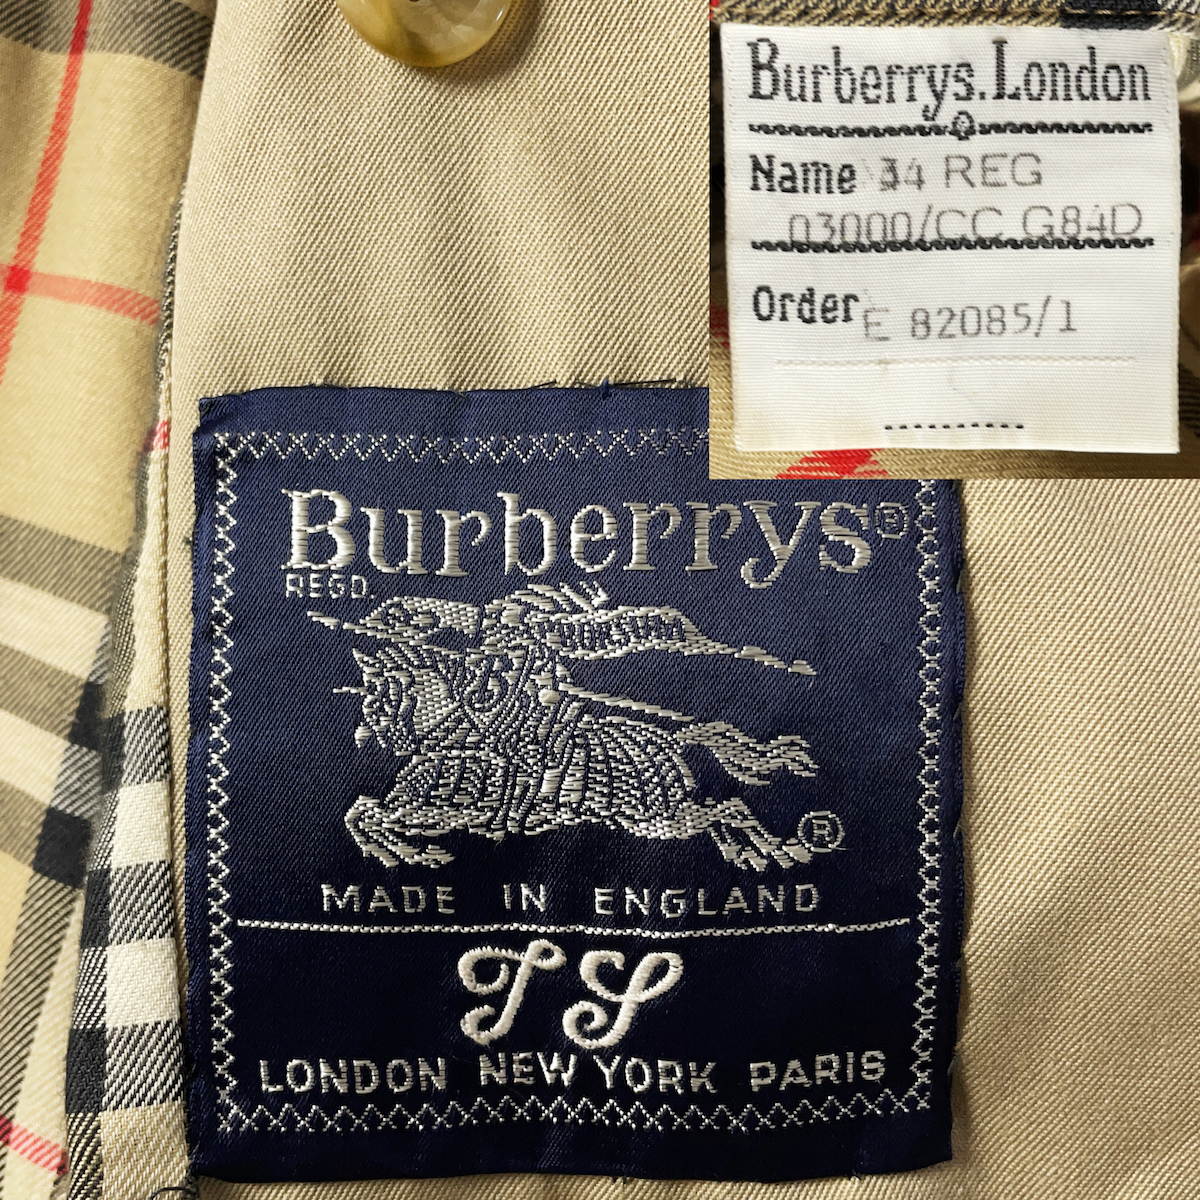 Burberrys.London
Name 34 REG
03000/CC G84D
Order E 82085/1
Burberrys®
REGD.
PRORSUM
®
MADE IN ENGLAND
TS
LONDON NEW YORK PARIS